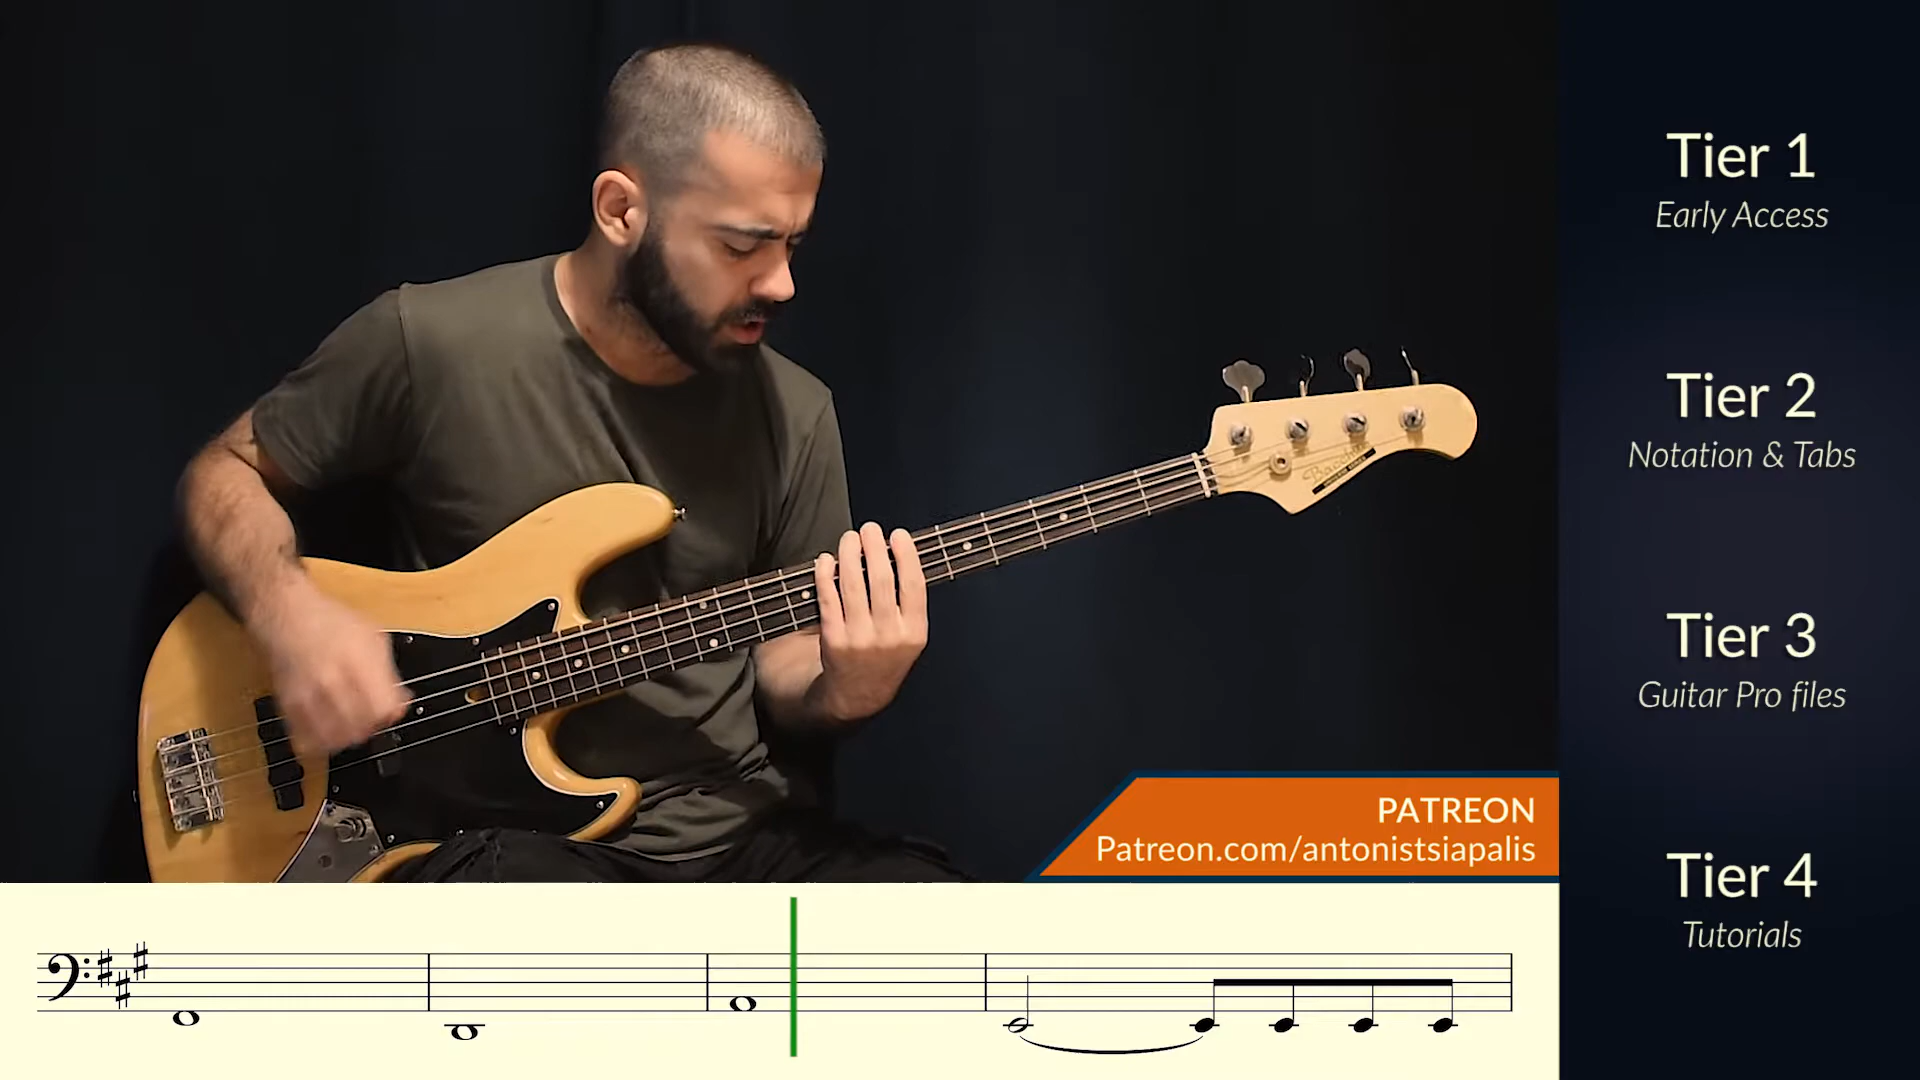 Tier 1
Early Access
Tier 2
Notation & Tabs
Tier 3
Guitar Pro files
Tier 4
Tutorials
PATREON
Patreon.com/antonistsiapalis